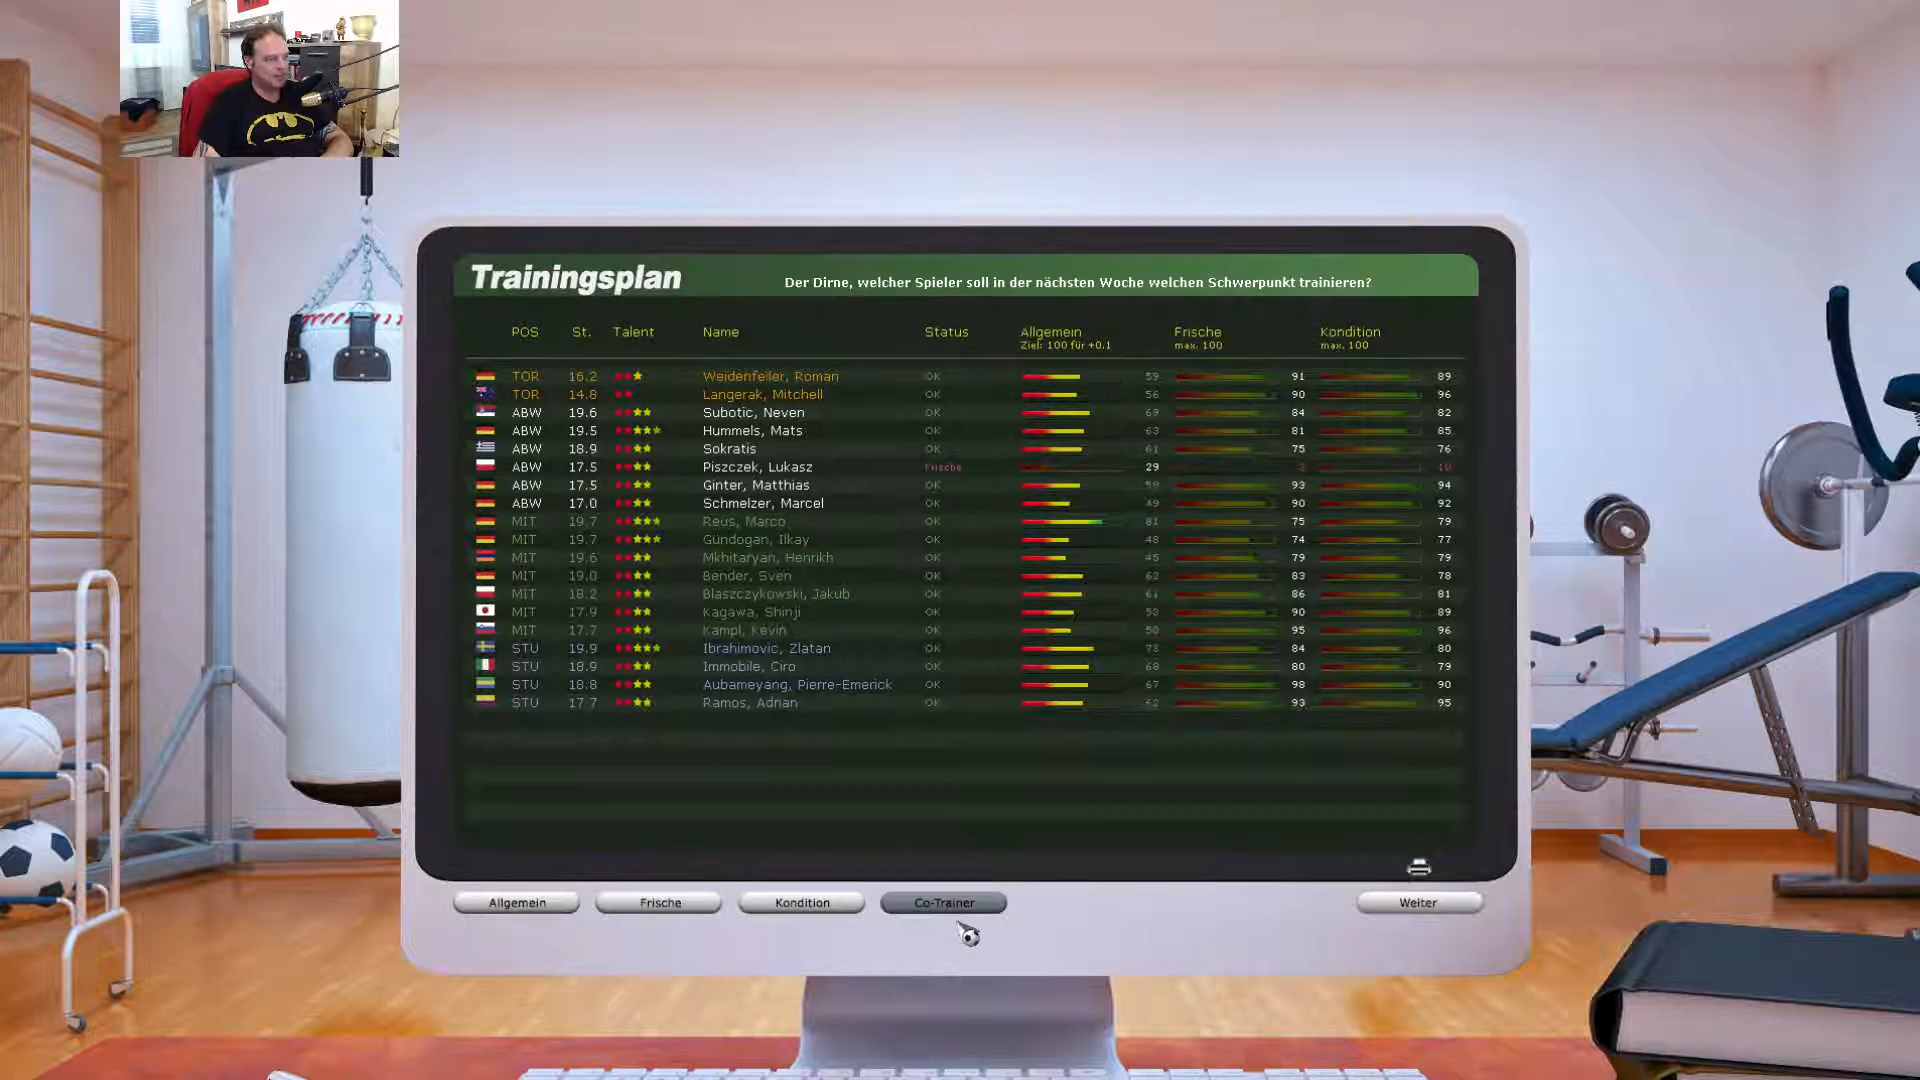 Trainingsplan
Der Dirne, welcher Spieler soll in der nächsten Woche welchen Schwerpunkt trainieren?
POS St. Talent Name Status Allgemein Frische Kondition
Ziel: 100 für +0.1 max. 100 max. 100
TOR 16.2 Weidenfeller, Roman OK 59 91 89
TOR 14.8 Langerak, Mitchell OK 56 90 96
ABW 19.6 Subotic, Neven OK 69 84 82
ABW 19.5 Hummels, Mats OK 63 81 85
ABW 18.9 Sokratis OK 61 75 76
ABW 17.5 Piszczek, Lukasz Frische 29
ABW 17.5 Ginter, Matthias OK 93 94
ABW 17.0 Schmelzer, Marcel OK 49 90 92
MIT 19.7 Reus, Marco OK 81 75 79
MIT 19.7 Gündogan, Ilkay OK 48 74 77
MIT 19.6 Mkhitaryan, Henrikh OK 45 79 79
MIT 19.0 Bender, Sven OK 62 83 78
MIT 18.2 Blaszczykowski, Jakub OK 61 86 81
MIT 17.9 Kagawa, Shinji OK 53 90 89
MIT 17.7 Kampl, Kevin OK 50 95 96
STU 19.9 Ibrahimovic, Zlatan OK 73 84 80
STU 18.9 Immobile, Ciro OK 68 80 79
STU 18.8 Aubameyang, Pierre-Emerick OK 67 98 90
STU 17.7 Ramos, Adrian OK 62 93 95
Allgemein Frische Kondition Co-Trainer Weiter